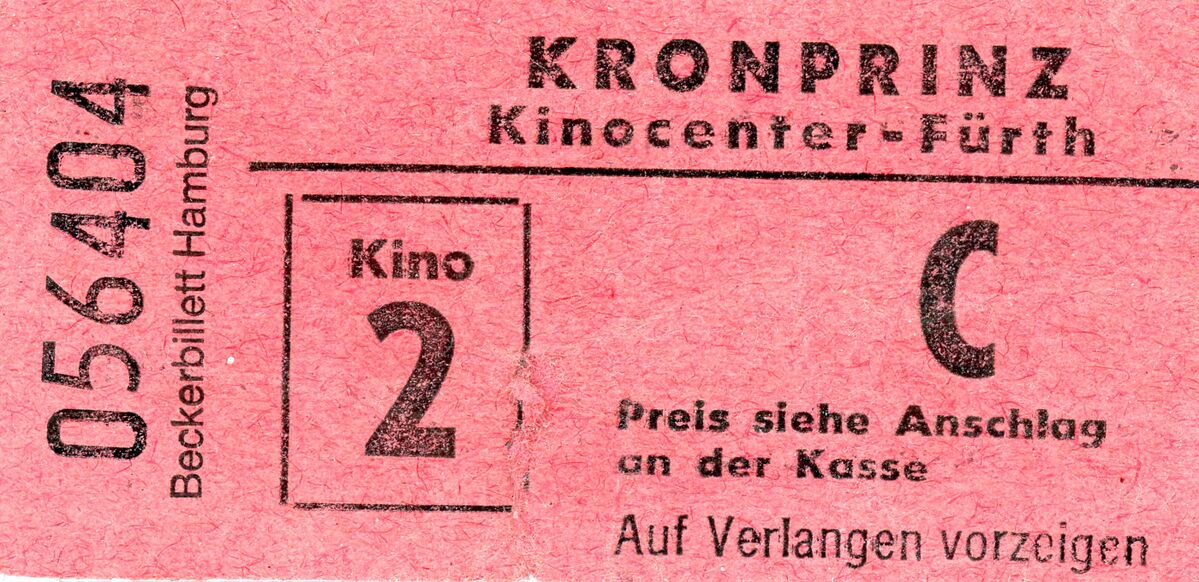 056404
Beckerbillett Hamburg
KRONPRINZ
Kinocenter-Fürth
Kino
2
C
Preis siehe Anschlag
an der Kasse
Auf Verlangen vorzeigen